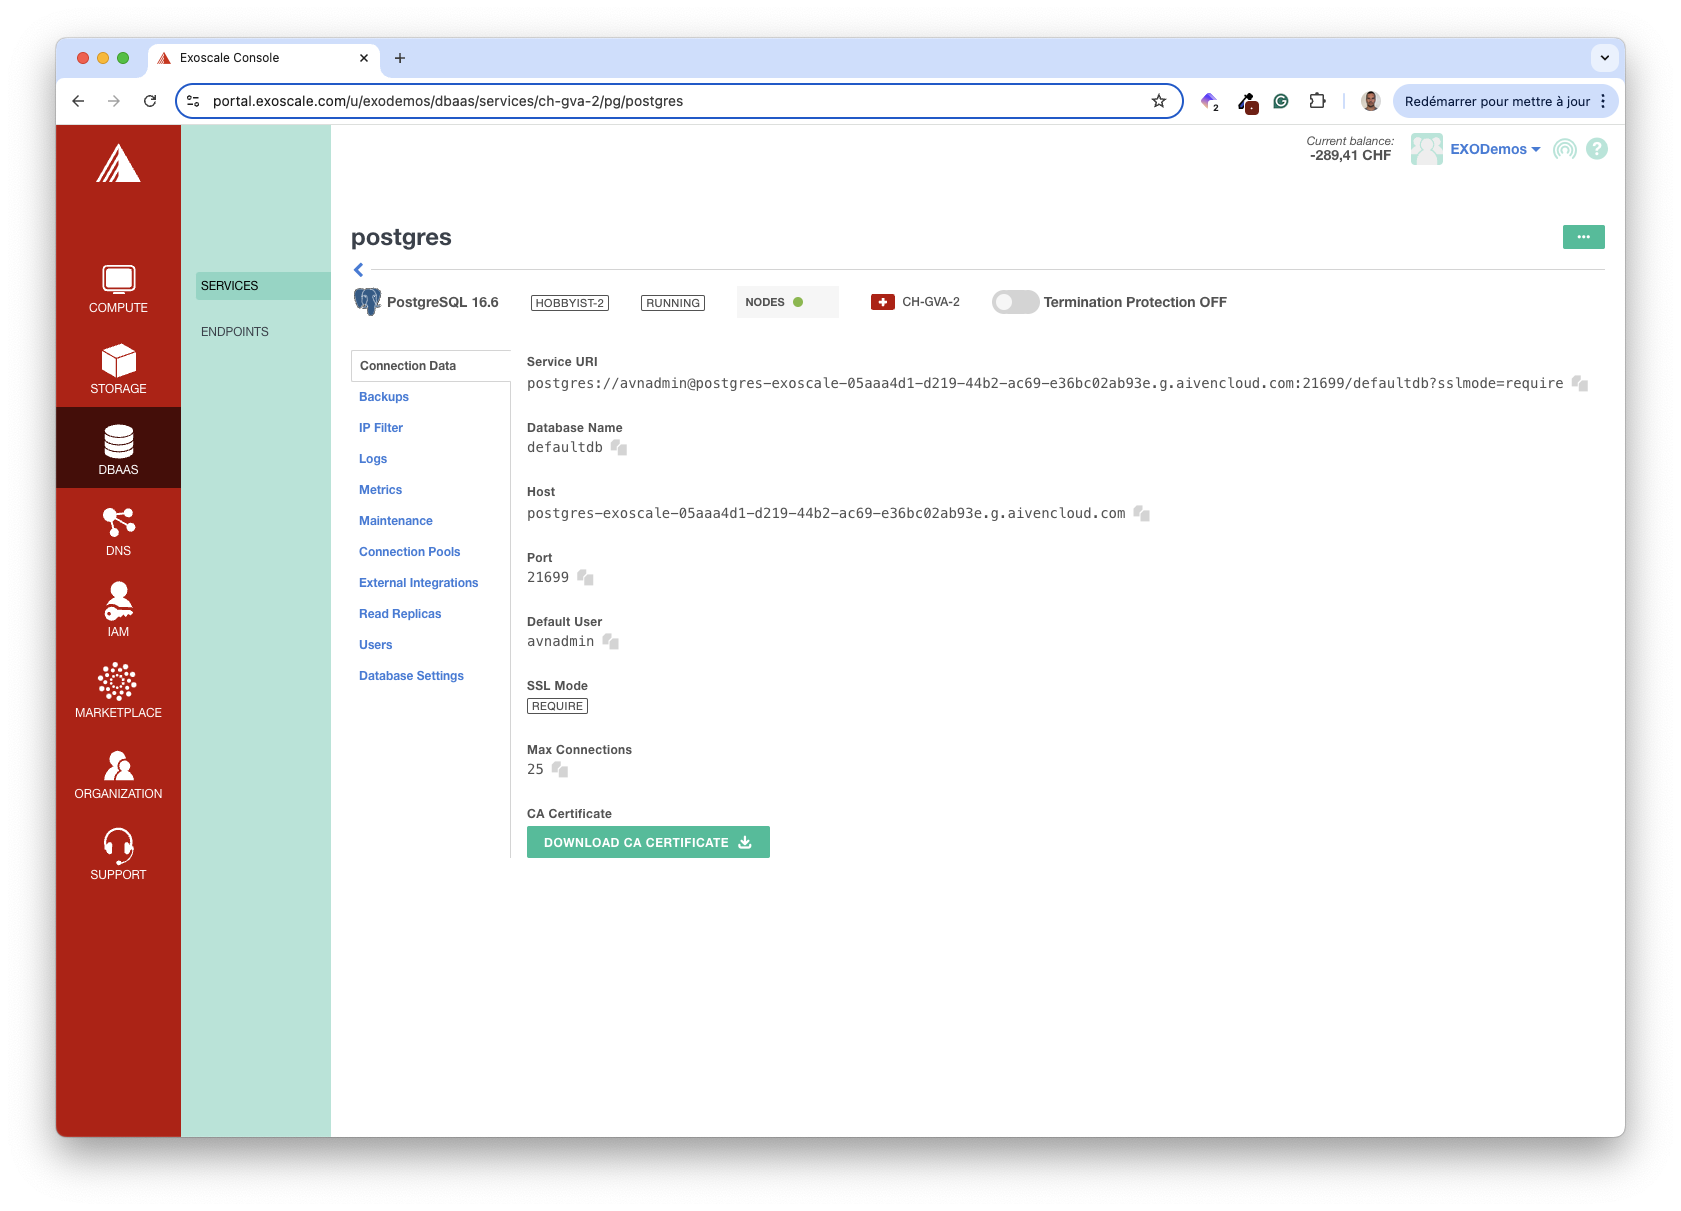 Exoscale Console
portal.exoscale.com/u/exodemos/dbaas/services/ch-gva-2/pg/postgres
2
Redémarrer pour mettre à jour
Current balance:
-289,41 CHF
EXODemos
?
COMPUTE
STORAGE
DBAAS
DNS
IAM
MARKETPLACE
ORGANIZATION
SUPPORT
SERVICES
ENDPOINTS
postgres
PostgreSQL 16.6
HOBBYIST-2
RUNNING
NODES
CH-GVA-2
Termination Protection OFF
Connection Data
Backups
IP Filter
Logs
Metrics
Maintenance
Connection Pools
External Integrations
Read Replicas
Users
Database Settings
Service URI
postgres://avnadmin@postgres-exoscale-05aaa4d1-d219-44b2-ac69-e36bc02ab93e.g.aivencloud.com:21699/defaultdb?sslmode=require
Database Name
defaultdb
Host
postgres-exoscale-05aaa4d1-d219-44b2-ac69-e36bc02ab93e.g.aivencloud.com
Port
21699
Default User
avnadmin
SSL Mode
REQUIRE
Max Connections
25
CA Certificate
DOWNLOAD CA CERTIFICATE